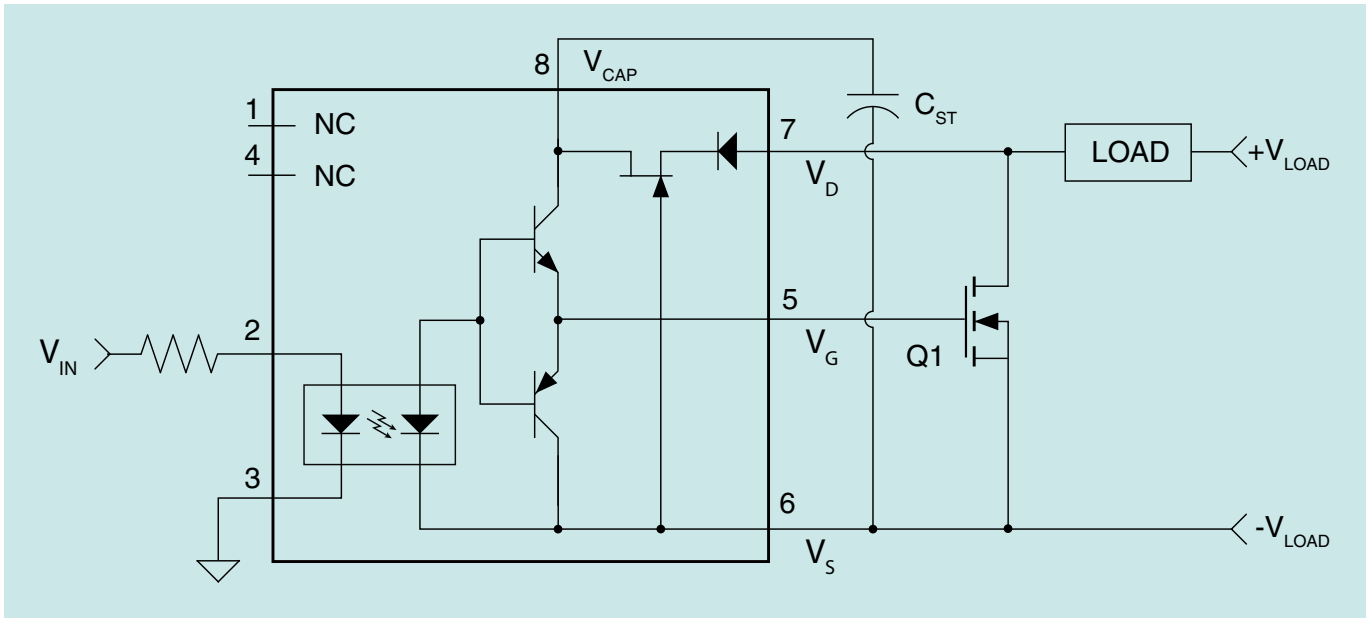 8 V_CAP
1 NC
4 NC
C_ST
7
V_D
LOAD
+V_LOAD
2
V_IN
5
V_G
Q1
3
6
V_S
-V_LOAD